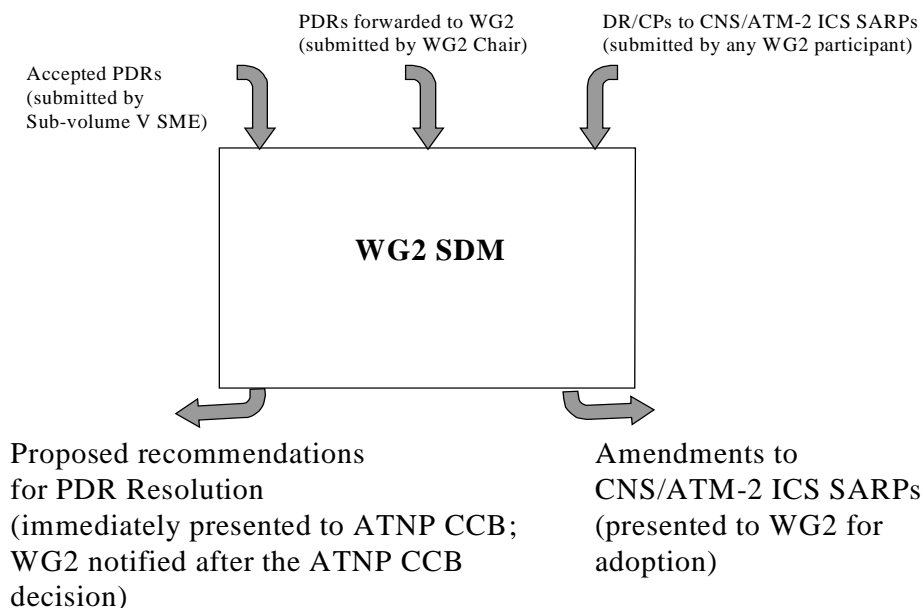 PDRs forwarded to WG2
(submitted by WG2 Chair)
DR/CPs to CNS/ATM-2 ICS SARPs
(submitted by any WG2 participant)
Accepted PDRs
(submitted by
Sub-volume V SME)
WG2 SDM
Proposed recommendations
for PDR Resolution
(immediately presented to ATNP CCB;
WG2 notified after the ATNP CCB
decision)
Amendments to
CNS/ATM-2 ICS SARPs
(presented to WG2 for
adoption)